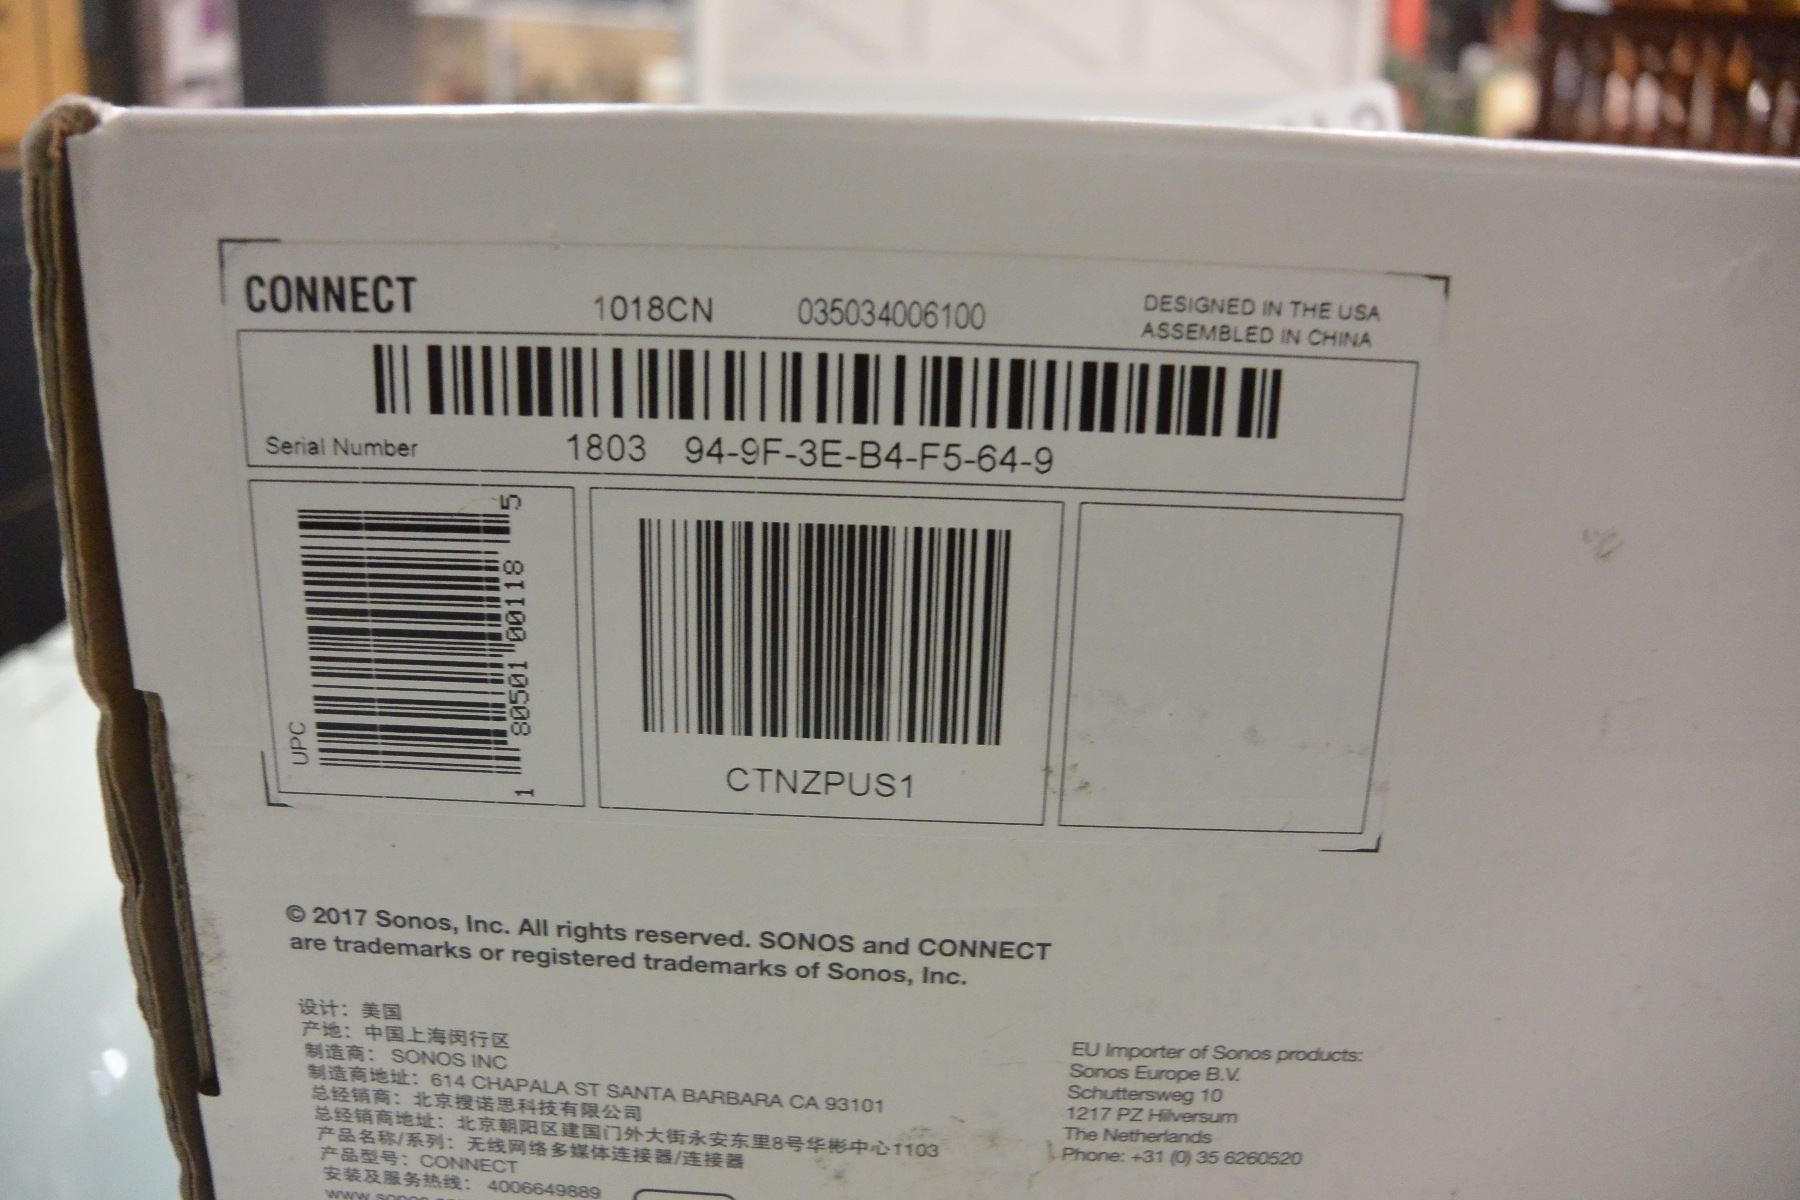 CONNECT
1018CN 035034006100
DESIGNED IN THE USA
ASSEMBLED IN CHINA
Serial Number 1803 94-9F-3E-B4-F5-64-9
UPC
1 80501 00118 5
CTNZPUS1
© 2017 Sonos, Inc. All rights reserved. SONOS and CONNECT
are trademarks or registered trademarks of Sonos, Inc.
设计：美国
产地：中国上海闵行区
制造商： SONOS INC
制造商地址：614 CHAPALA ST SANTA BARBARA CA 93101
总经销商：北京搜诺思科技有限公司
总经销商地址：北京朝阳区建国门外大街永安东里8号华彬中心1103
产品名称/系列：无线网络多媒体连接器/连接器
产品型号：CONNECT
安装及服务热线：4006649889
EU Importer of Sonos products:
Sonos Europe B.V.
Schuttersweg 10
1217 PZ Hilversum
The Netherlands
Phone: +31 (0) 35 6260520